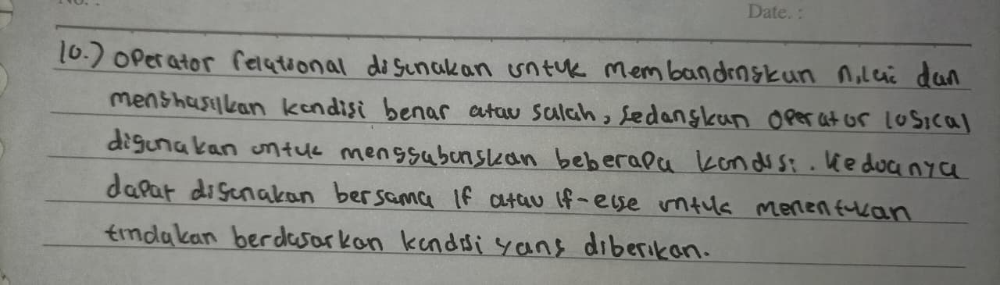 Date. :
10.) Operator relational digunakan untuk membandingkan nilai dan
menghasilkan kondisi benar atau salah, sedangkan operator logical
digunakan untuk menggabungkan beberapa kondisi. Keduanya
dapat digunakan bersama if atau if-else untuk menentukan
tindakan berdasarkan kondisi yang diberikan.